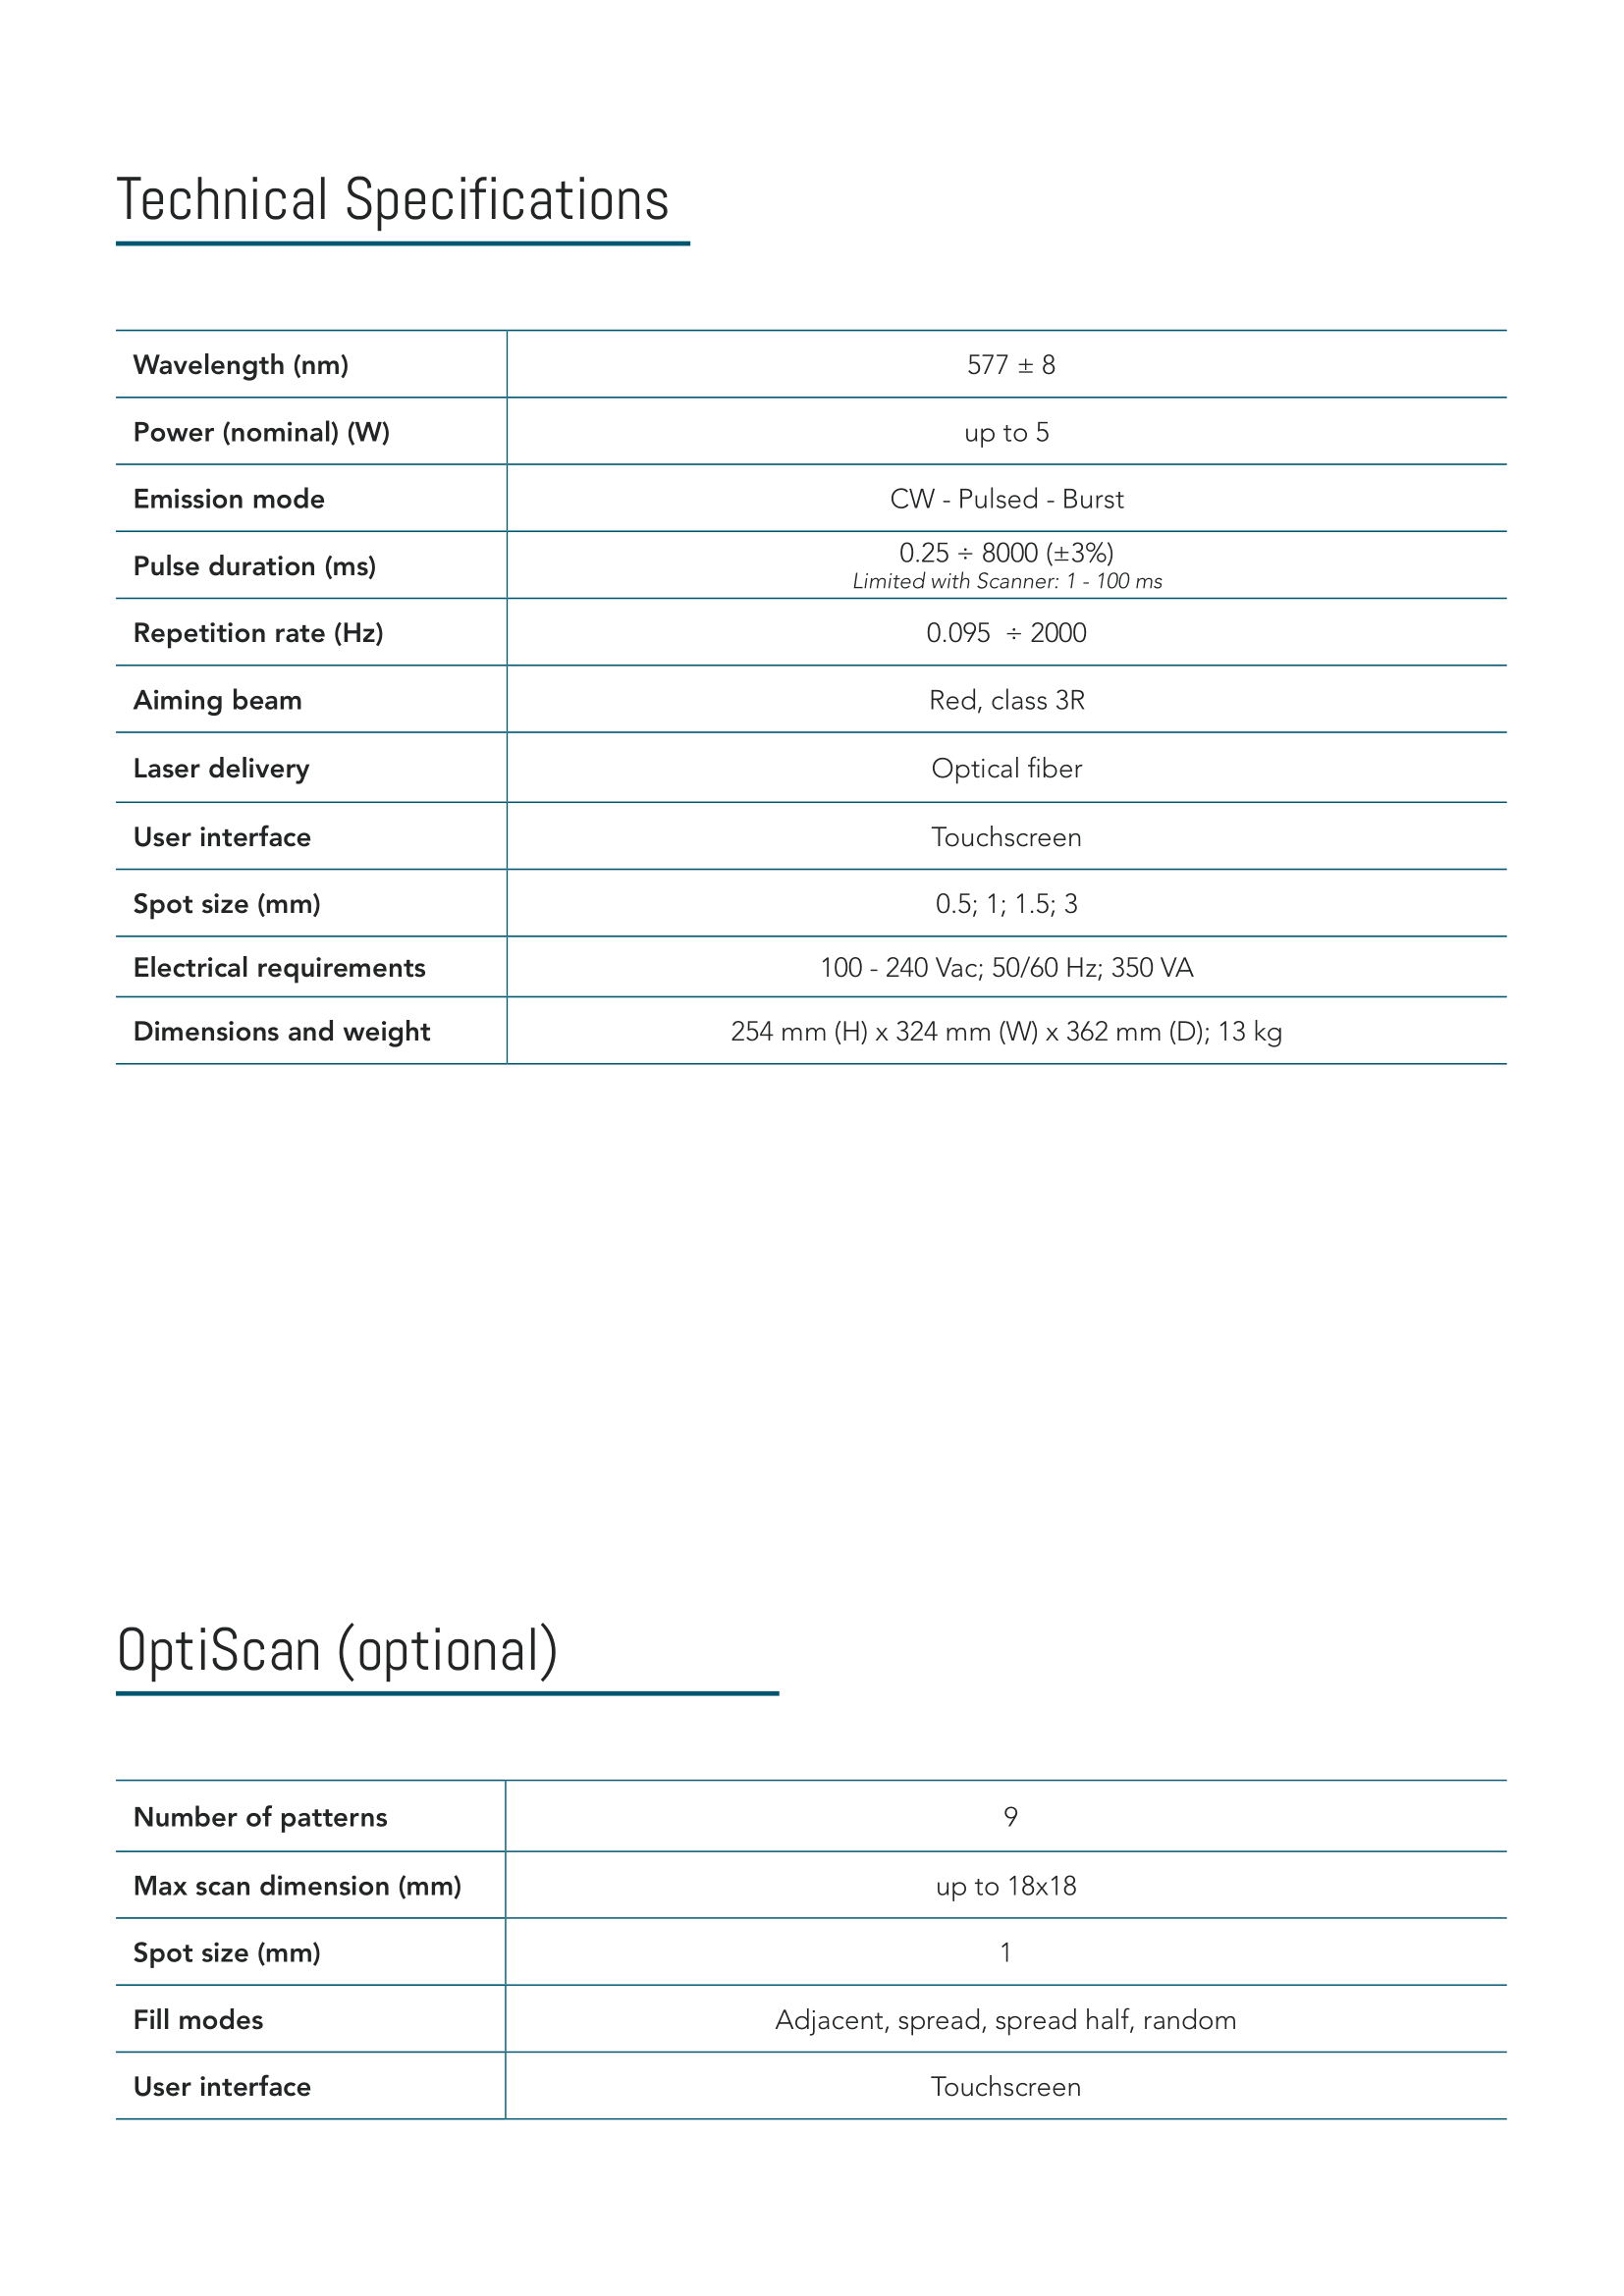 Technical Specifications
Wavelength (nm) 577 ± 8
Power (nominal) (W) up to 5
Emission mode CW - Pulsed - Burst
Pulse duration (ms) 0.25 ÷ 8000 (±3%)
Limited with Scanner: 1 - 100 ms
Repetition rate (Hz) 0.095 ÷ 2000
Aiming beam Red, class 3R
Laser delivery Optical fiber
User interface Touchscreen
Spot size (mm) 0.5; 1; 1.5; 3
Electrical requirements 100 - 240 Vac; 50/60 Hz; 350 VA
Dimensions and weight 254 mm (H) x 324 mm (W) x 362 mm (D); 13 kg
OptiScan (optional)
Number of patterns 9
Max scan dimension (mm) up to 18x18
Spot size (mm) 1
Fill modes Adjacent, spread, spread half, random
User interface Touchscreen